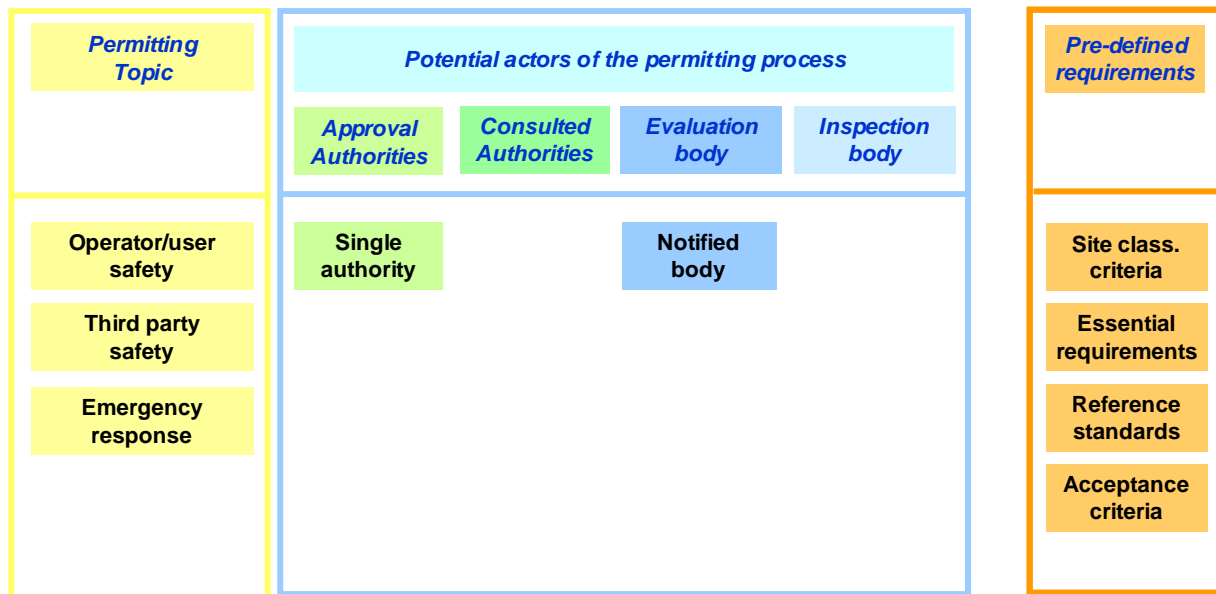 Permitting
Topic
Potential actors of the permitting process
Pre-defined
requirements
Approval
Authorities
Consulted
Authorities
Evaluation
body
Inspection
body
Operator/user
safety
Single
authority
Notified
body
Site class.
criteria
Third party
safety
Essential
requirements
Emergency
response
Reference
standards
Acceptance
criteria